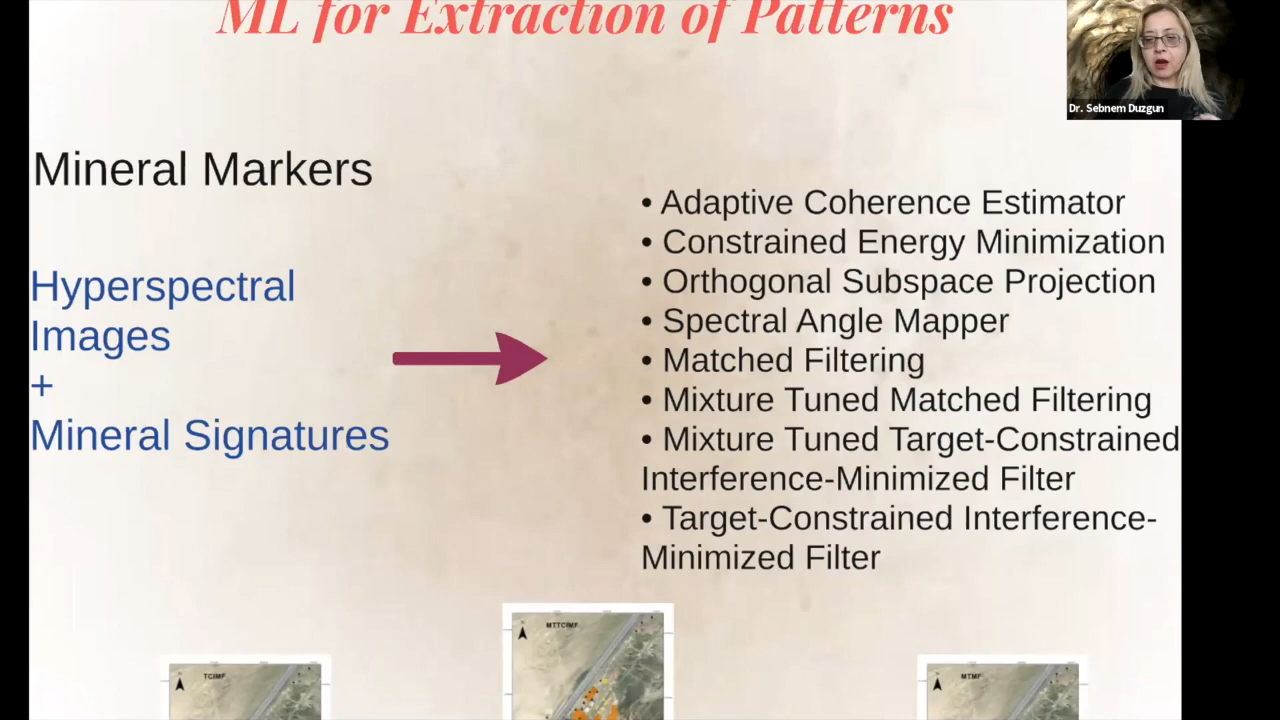 ML for Extraction of Patterns
Dr. Sebnem Duzgun
Mineral Markers
Hyperspectral
Images
+
Mineral Signatures
• Adaptive Coherence Estimator
• Constrained Energy Minimization
• Orthogonal Subspace Projection
• Spectral Angle Mapper
• Matched Filtering
• Mixture Tuned Matched Filtering
• Mixture Tuned Target-Constrained
Interference-Minimized Filter
• Target-Constrained Interference-
Minimized Filter
TCIMF
MTTCIMF
MTMF